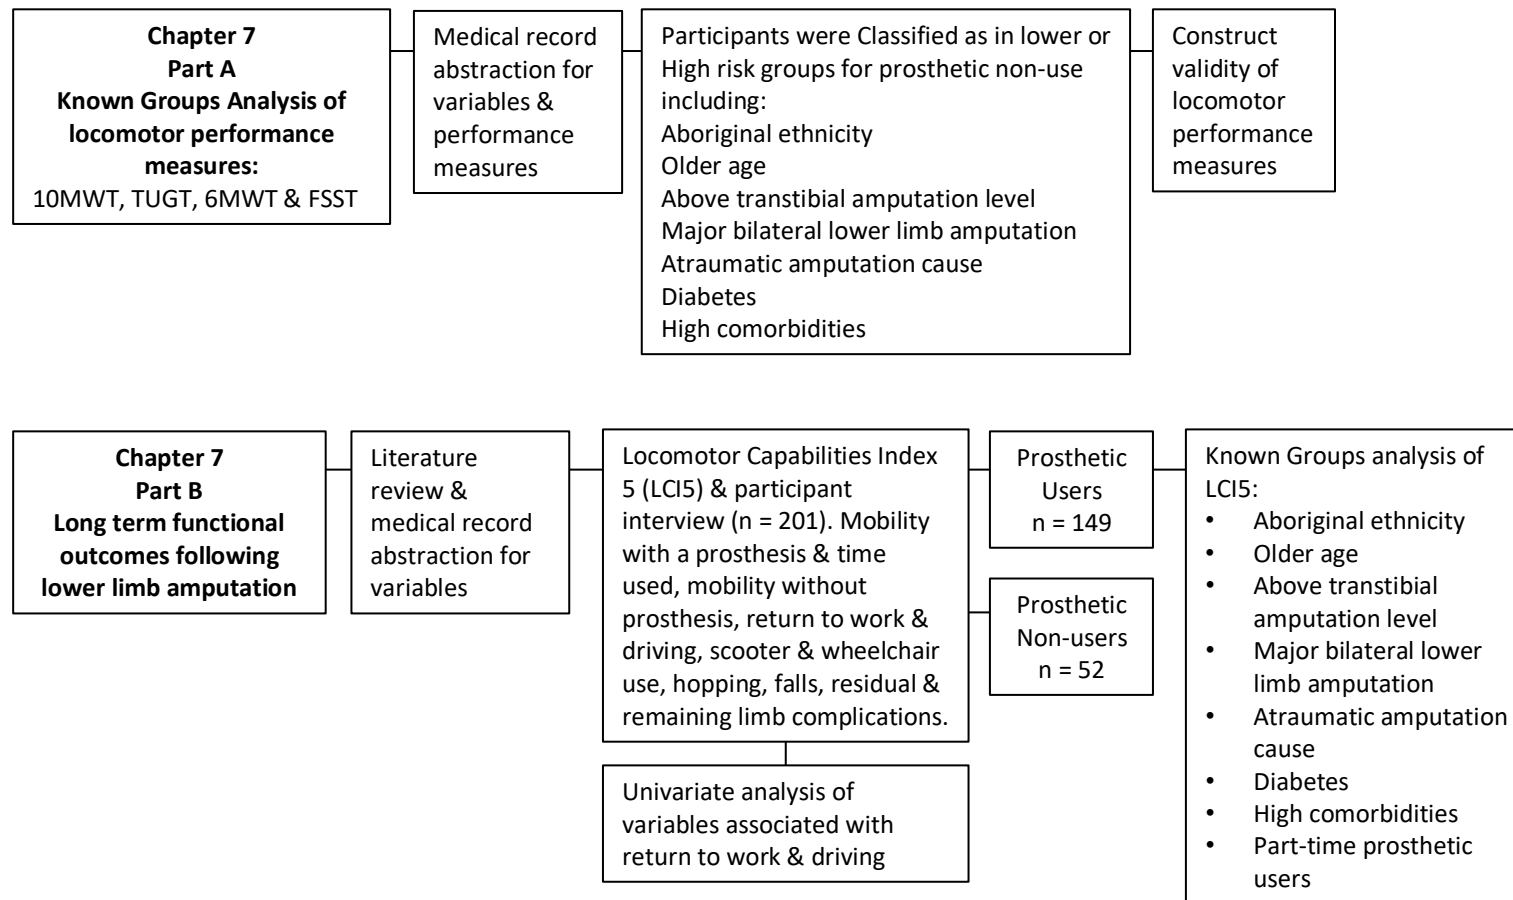 Chapter 7
Part A
Known Groups Analysis of
locomotor performance
measures:
10MWT, TUGT, 6MWT & FSST
Medical record
abstraction for
variables &
performance
measures
Participants were Classified as in lower or
High risk groups for prosthetic non-use
including:
Aboriginal ethnicity
Older age
Above transtibial amputation level
Major bilateral lower limb amputation
Atraumatic amputation cause
Diabetes
High comorbidities
Construct
validity of
locomotor
performance
measures
Chapter 7
Part B
Long term functional
outcomes following
lower limb amputation
Literature
review &
medical record
abstraction for
variables
Locomotor Capabilities Index
5 (LCI5) & participant
interview (n = 201). Mobility
with a prosthesis & time
used, mobility without
prosthesis, return to work &
driving, scooter & wheelchair
use, hopping, falls, residual &
remaining limb complications.
Univariate analysis of
variables associated with
return to work & driving
Prosthetic
Users
n = 149
Prosthetic
Non-users
n = 52
Known Groups analysis of
LCI5:
• Aboriginal ethnicity
• Older age
• Above transtibial
amputation level
• Major bilateral lower
limb amputation
• Atraumatic amputation
cause
• Diabetes
• High comorbidities
• Part-time prosthetic
users